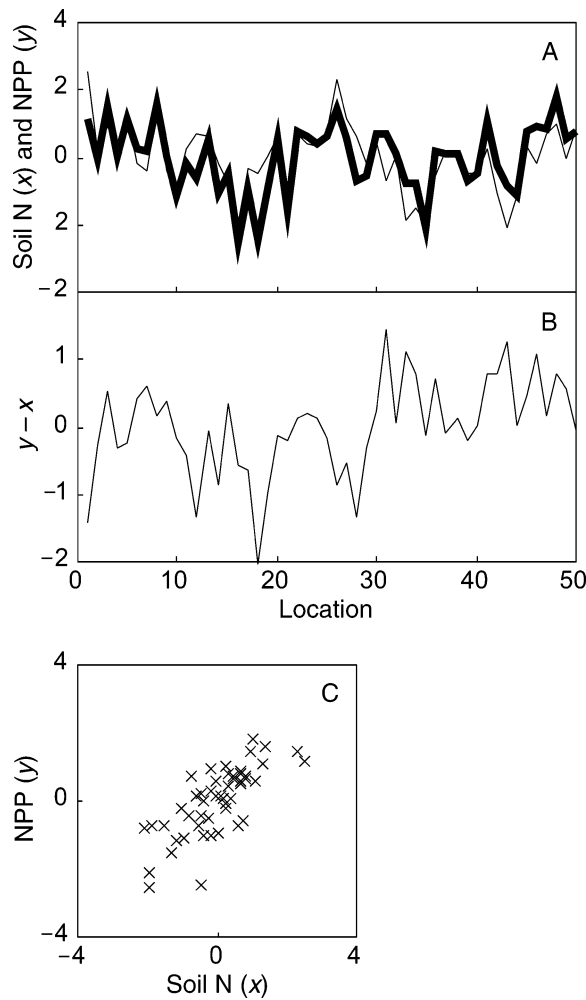 A
Soil N (x) and NPP (y)
4
2
0
2
−2
B
y – x
1
0
−1
−2
0 10 20 30 40 50
Location
C
NPP (y)
4
0
−4
−4 0 4
Soil N (x)